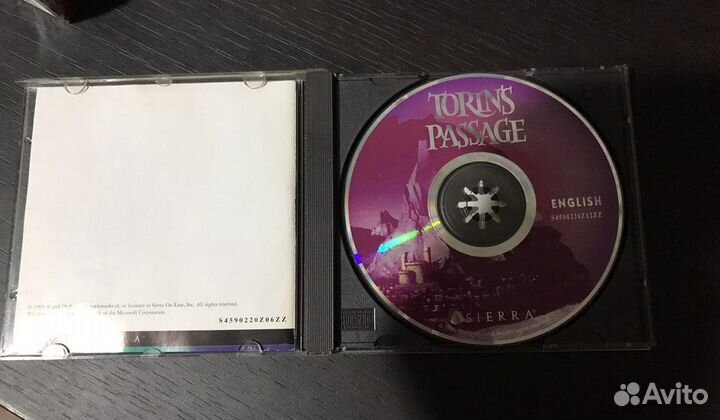 TORIN'S
PASSAGE
ENGLISH
S4590220Z12ZZ
SIERRA
trademarks of, or licensed to Sierra On-Line, Inc. All rights reserved.
of the Microsoft Corporation.
S4590220Z06ZZ
A
Avito